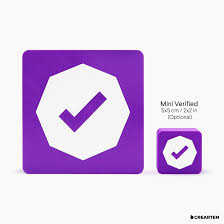 Mini Verified
5x5 cm / 2x2 in
(Optional)
CREARTEN